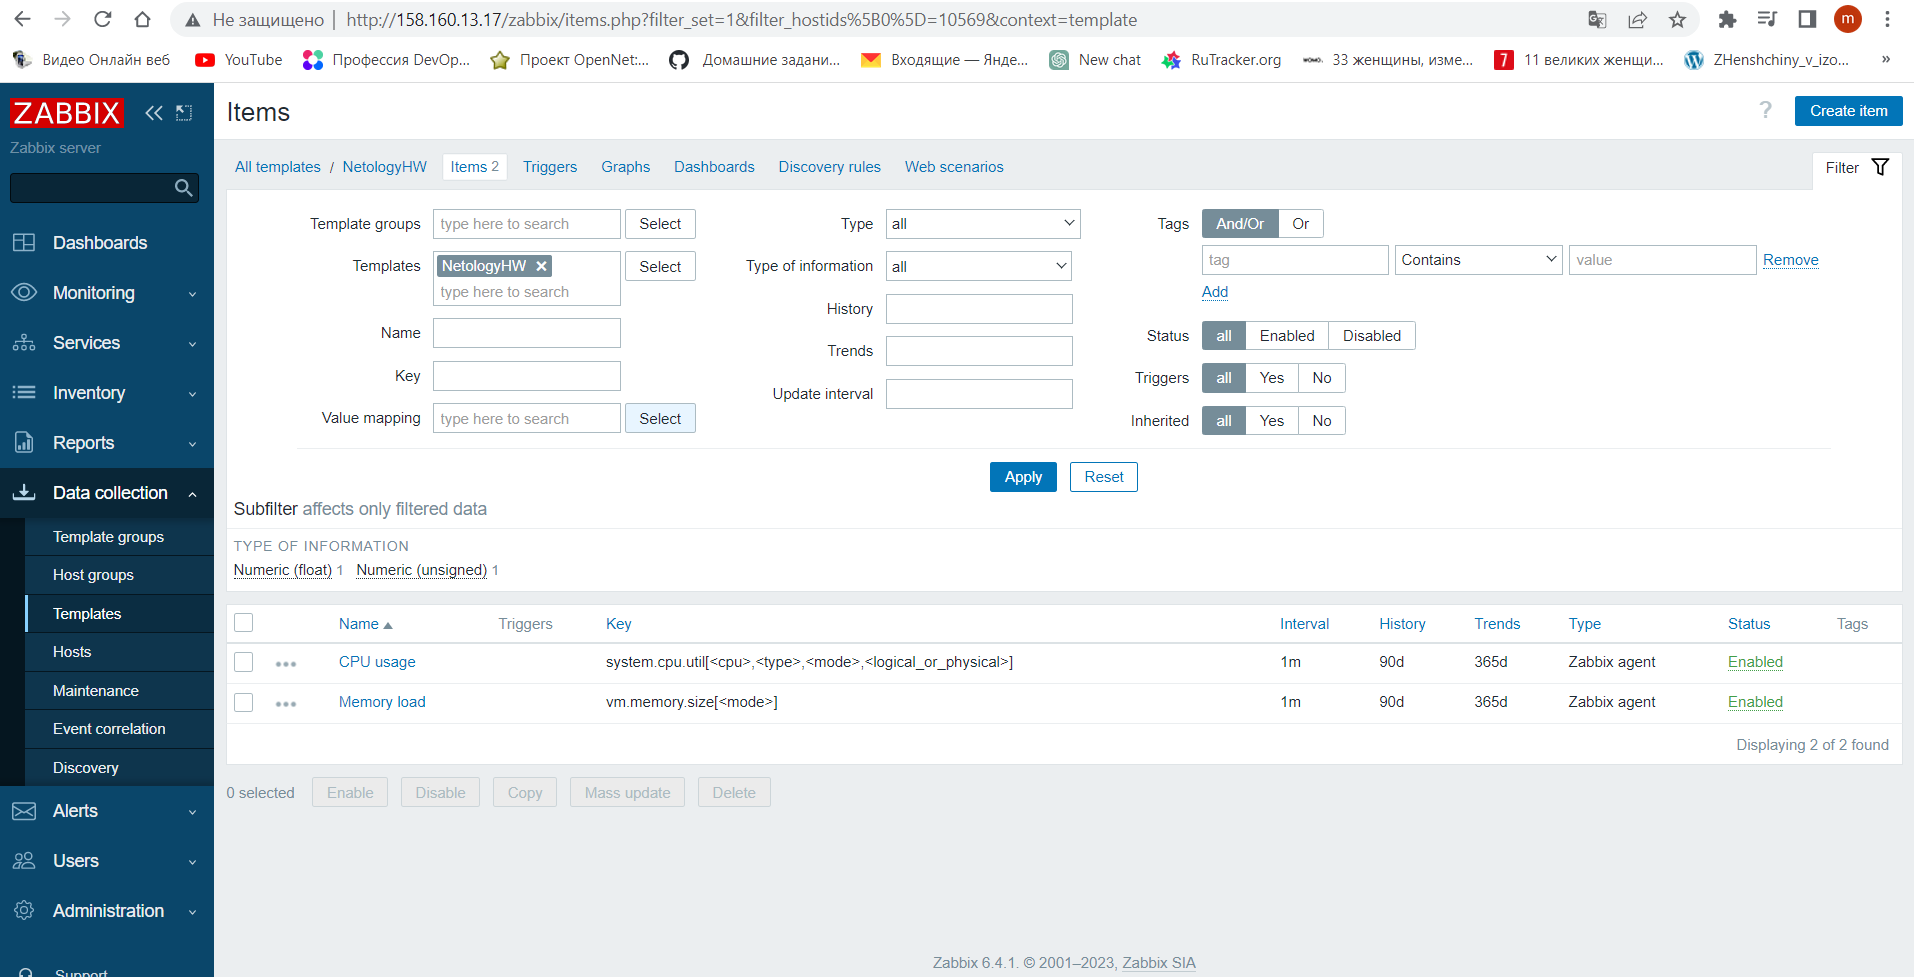 Не защищено | http://158.160.13.17/zabbix/items.php?filter_set=1&filter_hostids%5B0%5D=10569&context=template
m
Видео Онлайн веб YouTube Профессия DevOp... Проект OpenNet:... Домашние задани... Входящие — Янде... New chat RuTracker.org 33 женщины, изме... 7 11 великих женщи... ZHenshchiny_v_izo... »
ZABBIX
Zabbix server
Dashboards
Monitoring
Services
Inventory
Reports
Data collection
Template groups
Host groups
Templates
Hosts
Maintenance
Event correlation
Discovery
Alerts
Users
Administration
Support
Items
? Create item
All templates / NetologyHW Items 2 Triggers Graphs Dashboards Discovery rules Web scenarios Filter
Template groups type here to search Select
Templates NetologyHW Select
type here to search
Name
Key
Value mapping type here to search Select
Type all
Type of information all
History
Trends
Update interval
Tags And/Or Or
tag Contains value Remove
Add
Status all Enabled Disabled
Triggers all Yes No
Inherited all Yes No
Apply Reset
Subfilter affects only filtered data
TYPE OF INFORMATION
Numeric (float) 1 Numeric (unsigned) 1
Name Triggers Key Interval History Trends Type Status Tags
CPU usage system.cpu.util[<cpu>,<type>,<mode>,<logical_or_physical>] 1m 90d 365d Zabbix agent Enabled
Memory load vm.memory.size[<mode>] 1m 90d 365d Zabbix agent Enabled
Displaying 2 of 2 found
0 selected Enable Disable Copy Mass update Delete
Zabbix 6.4.1. © 2001–2023, Zabbix SIA